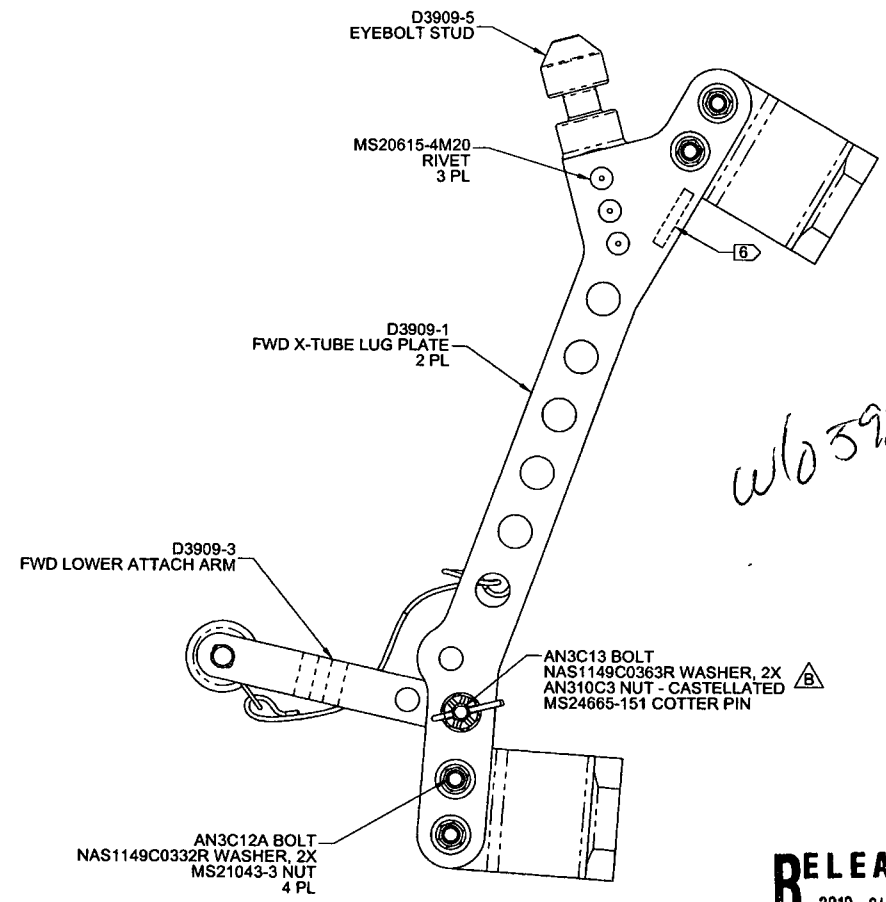 D3909-5
EYEBOLT STUD
MS20615-4M20
RIVET
3 PL
6
D3909-1
FWD X-TUBE LUG PLATE
2 PL
w/o
D3909-3
FWD LOWER ATTACH ARM
AN3C13 BOLT
NAS1149C0363R WASHER, 2X
AN310C3 NUT - CASTELLATED
MS24665-151 COTTER PIN
B
AN3C12A BOLT
NAS1149C0332R WASHER, 2X
MS21043-3 NUT
4 PL